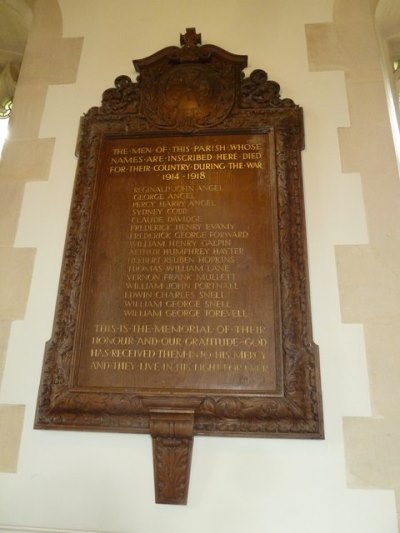 THE·MEN·OF·THIS·PARISH·WHOSE
NAMES·ARE·INSCRIBED·HERE·DIED
FOR·THEIR·COUNTRY·DURING·THE·WAR
1914-1918
REGINALD JOHN ANGEL
GEORGE ANGEL
PERCY HARRY ANGEL
SYDNEY COBB
CLAUDE DAVIDGE
FREDERICK HENRY EVAMY
FREDERICK GEORGE FORWARD
WILLIAM HENRY GALPIN
ARTHUR HUMPHREY HAYTER
HERBERT REUBEN HOPKINS
THOMAS WILLIAM LANE
VERNON FRANK MULLETT
WILLIAM JOHN PORTNALL
EDWIN CHARLES SNELL
WILLIAM GEORGE SNELL
WILLIAM GEORGE TOREVELL
THIS·IS·THE·MEMORIAL·OF·THEIR
HONOUR·AND·OUR·GRATITUDE·GOD
HAS·RECEIVED·THEM·INTO·HIS·MERCY
AND·THEY·LIVE·IN·HIS·LIGHT·FOR·EVER